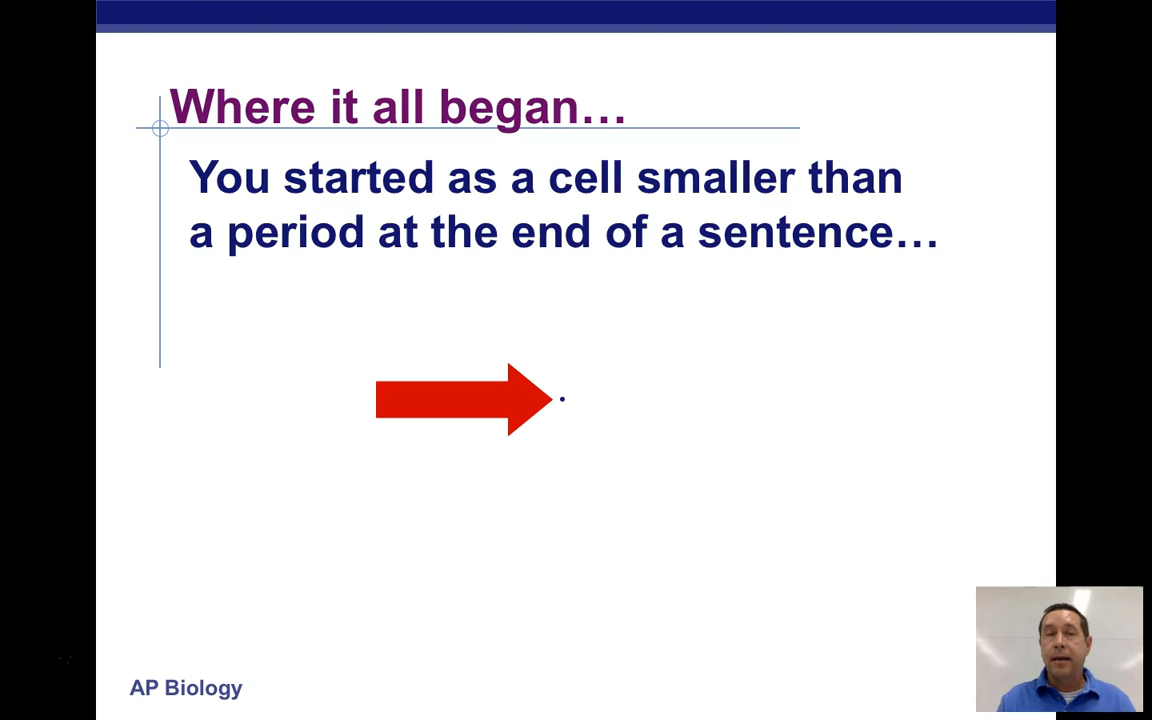 Where it all began…
You started as a cell smaller than
a period at the end of a sentence…
.
AP Biology